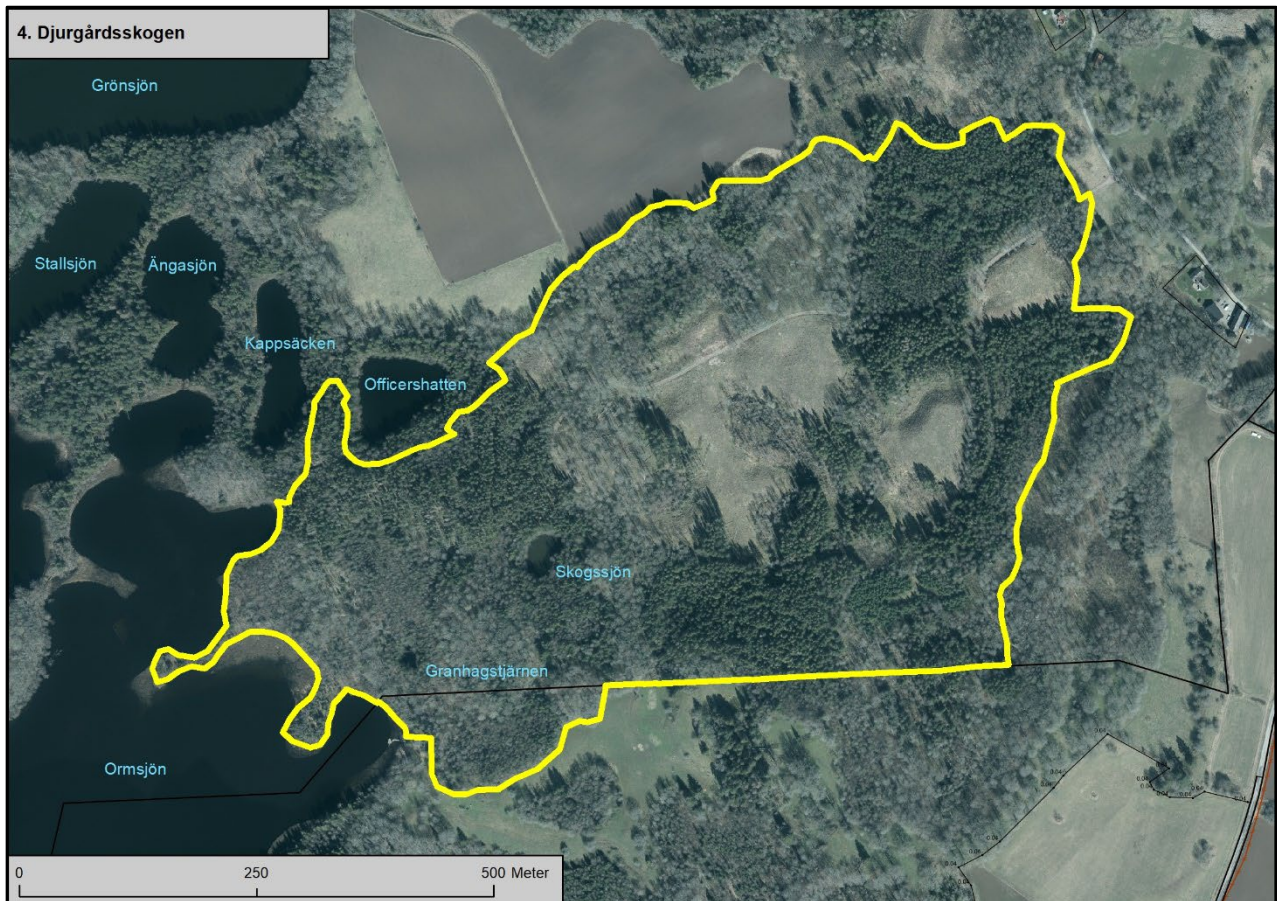 4. Djurgårdsskogen
Grönsjön
Stallsjön
Ängasjön
Kappsäcken
Officershatten
Skogssjön
Granhagstjärnen
Ormsjön
0 250 500 Meter